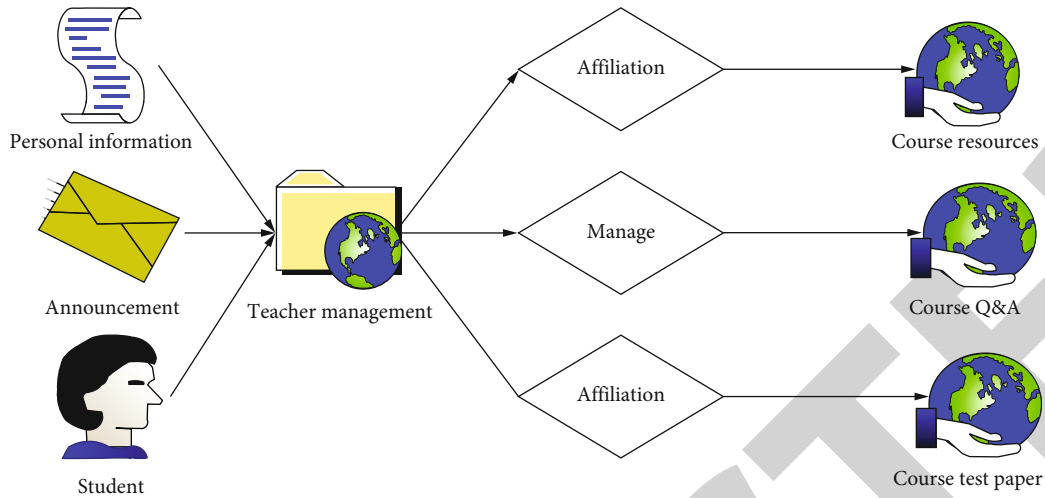 Personal information
Announcement
Student
Teacher management
Affiliation
Manage
Affiliation
Course resources
Course Q&A
Course test paper